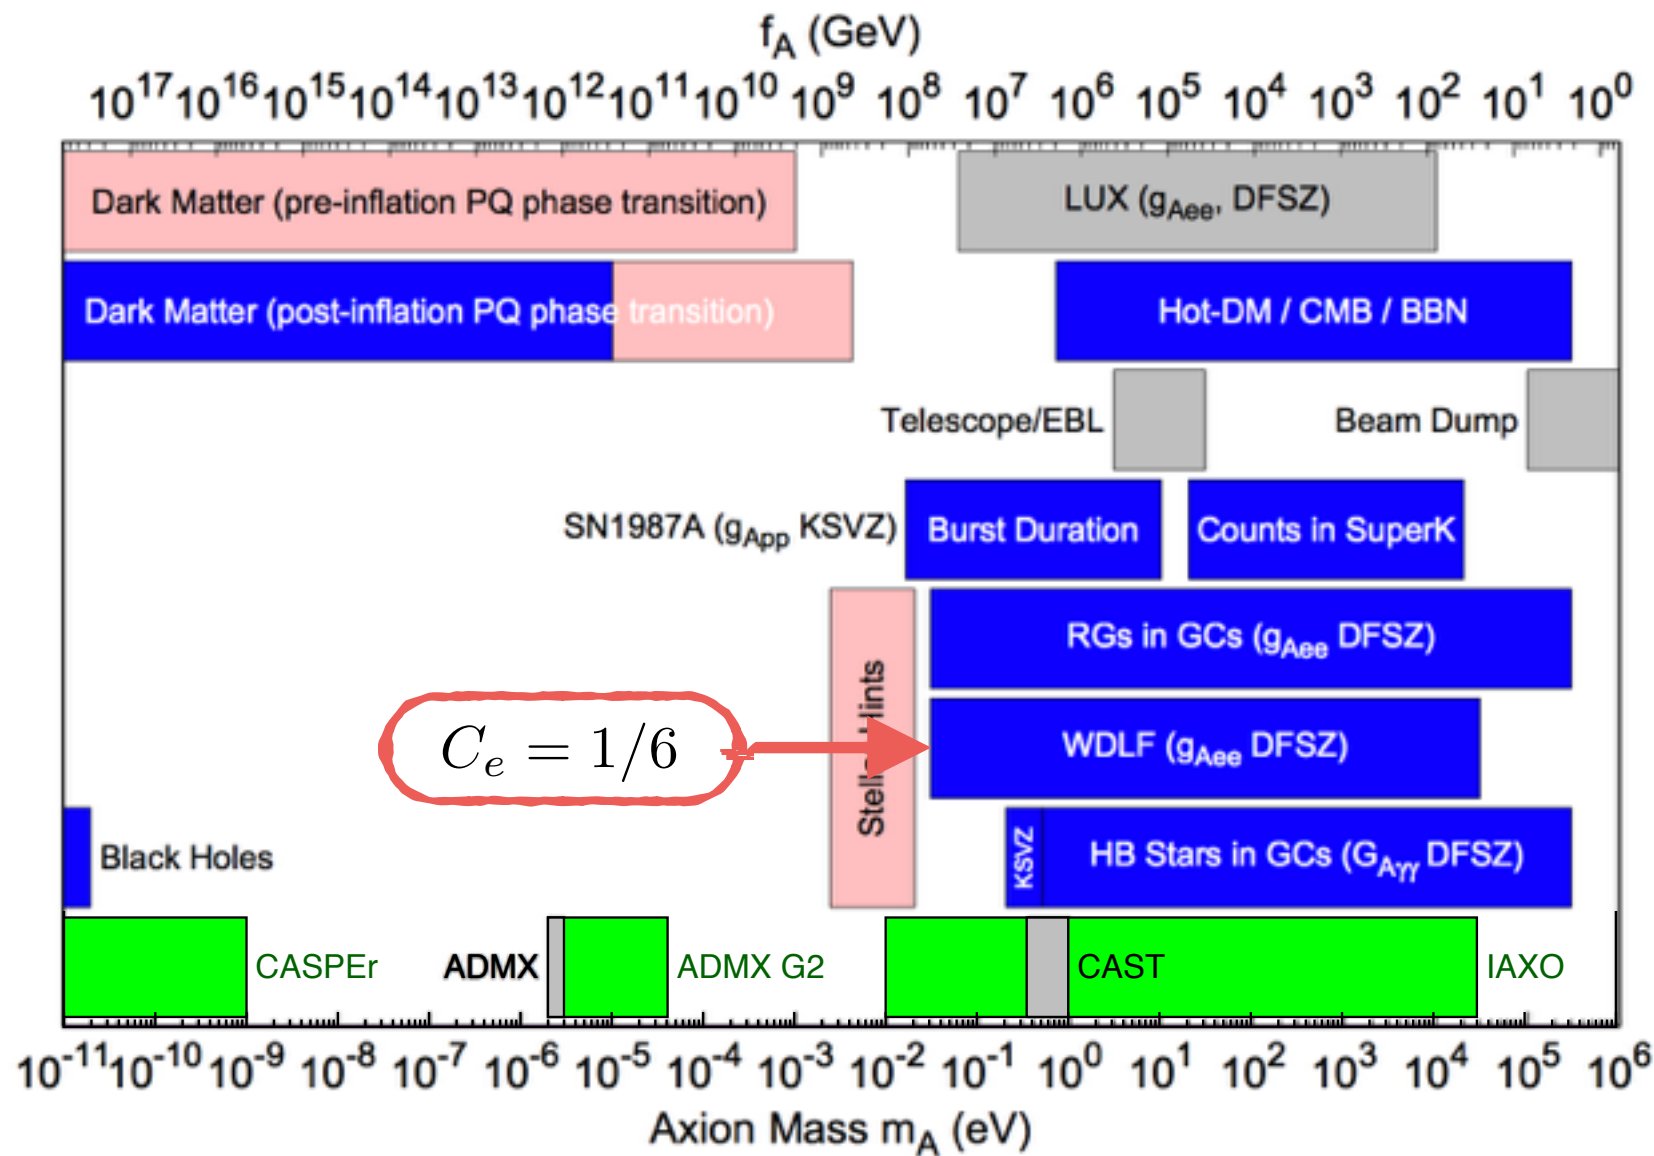 f_A (GeV)
10^17 10^16 10^15 10^14 10^13 10^12 10^11 10^10 10^9 10^8 10^7 10^6 10^5 10^4 10^3 10^2 10^1 10^0
Dark Matter (pre-inflation PQ phase transition)
LUX (g_Aee, DFSZ)
Dark Matter (post-inflation PQ phase transition)
Hot-DM / CMB / BBN
Telescope/EBL
Beam Dump
SN1987A (g_App KSVZ)
Burst Duration
Counts in SuperK
RGs in GCs (g_Aee DFSZ)
Stellar Hints
C_e = 1/6
WDLF (g_Aee DFSZ)
Black Holes
KSVZ
HB Stars in GCs (G_Aγγ DFSZ)
CASPEr
ADMX
ADMX G2
CAST
IAXO
10^-11 10^-10 10^-9 10^-8 10^-7 10^-6 10^-5 10^-4 10^-3 10^-2 10^-1 10^0 10^1 10^2 10^3 10^4 10^5 10^6
Axion Mass m_A (eV)